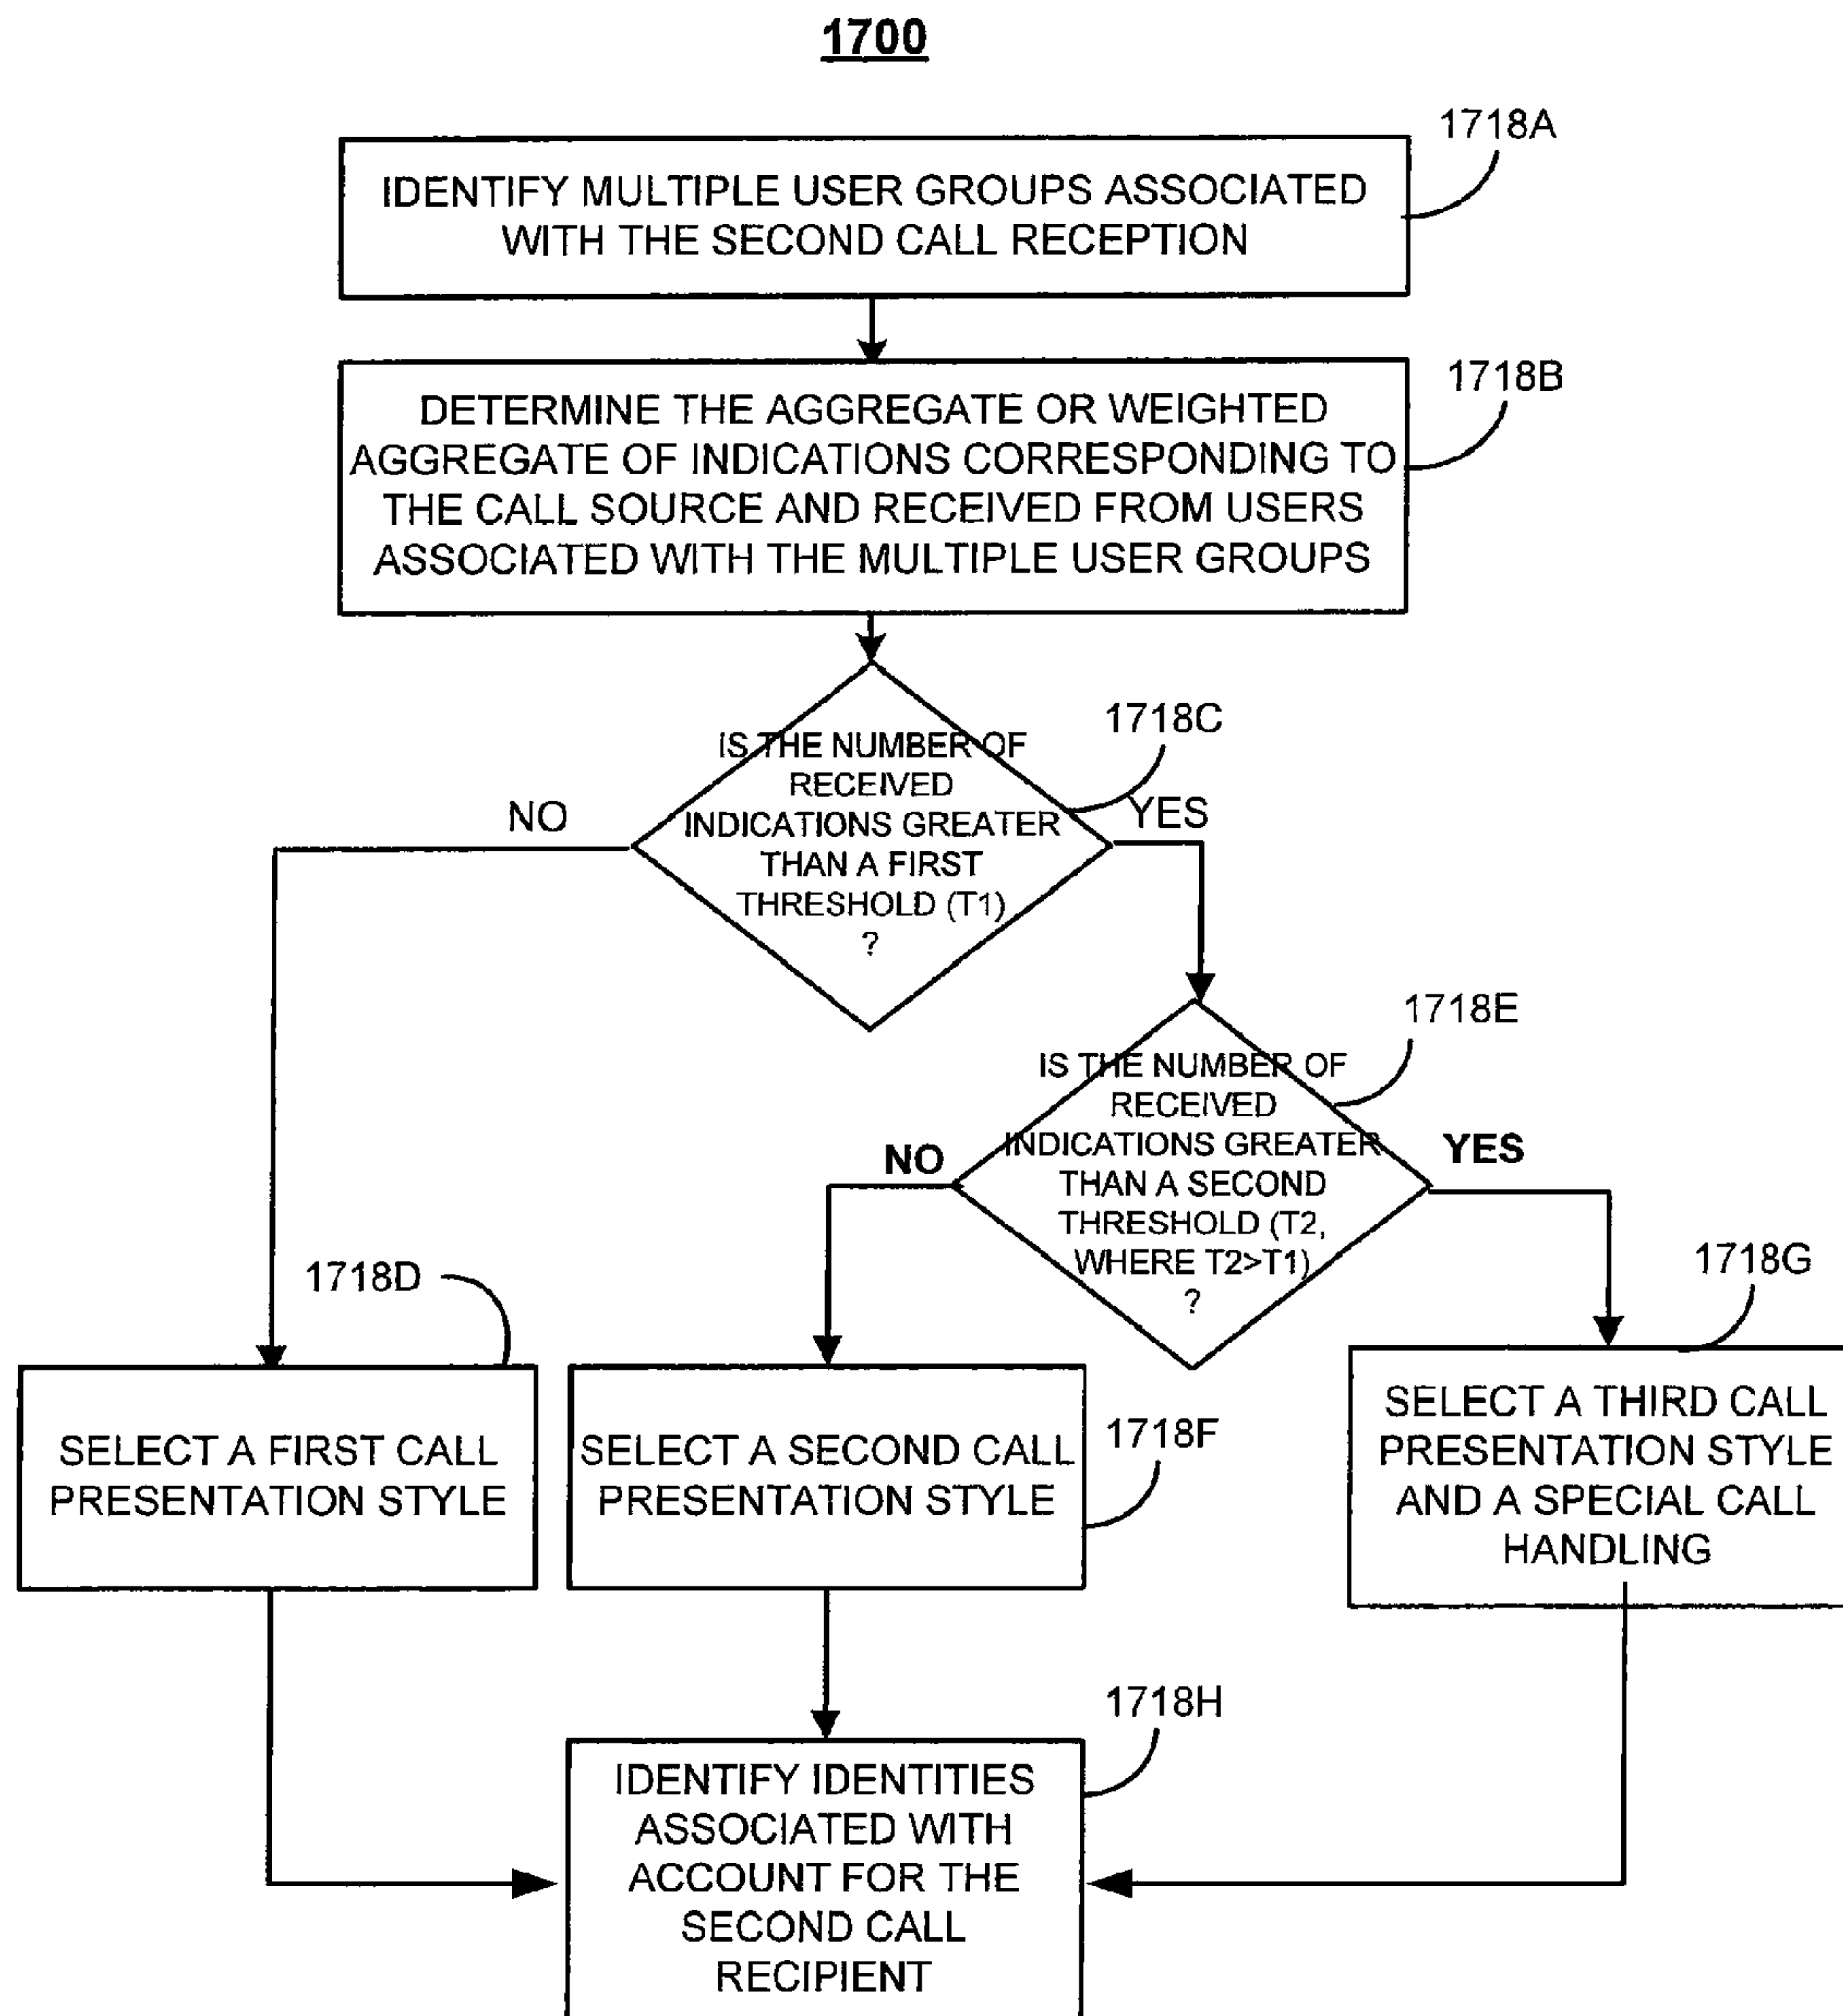 1700
1718A
IDENTIFY MULTIPLE USER GROUPS ASSOCIATED
WITH THE SECOND CALL RECEPTION
1718B
DETERMINE THE AGGREGATE OR WEIGHTED
AGGREGATE OF INDICATIONS CORRESPONDING TO
THE CALL SOURCE AND RECEIVED FROM USERS
ASSOCIATED WITH THE MULTIPLE USER GROUPS
1718C
IS THE NUMBER OF
RECEIVED
INDICATIONS GREATER
THAN A FIRST
THRESHOLD (T1)
?
NO
YES
1718E
IS THE NUMBER OF
RECEIVED
INDICATIONS GREATER
THAN A SECOND
THRESHOLD (T2,
WHERE T2>T1)
?
NO
YES
1718D
SELECT A FIRST CALL
PRESENTATION STYLE
1718F
SELECT A SECOND CALL
PRESENTATION STYLE
1718G
SELECT A THIRD CALL
PRESENTATION STYLE
AND A SPECIAL CALL
HANDLING
1718H
IDENTIFY IDENTITIES
ASSOCIATED WITH
ACCOUNT FOR THE
SECOND CALL
RECIPIENT